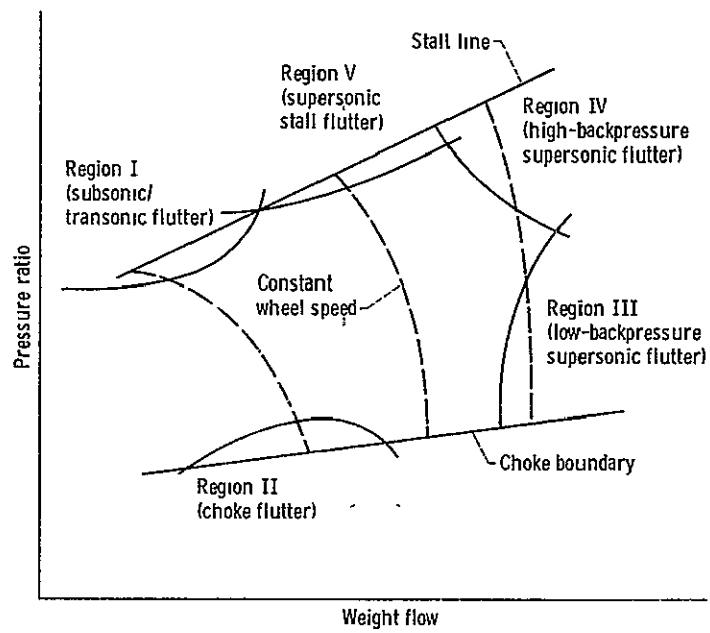 Stall line
Region V
(supersonic
stall flutter)
Region IV
(high-backpressure
supersonic flutter)
Region I
(subsonic/
transonic flutter)
Pressure ratio
Constant
wheel speed
Region III
(low-backpressure
supersonic flutter)
Choke boundary
Region II
(choke flutter)
Weight flow